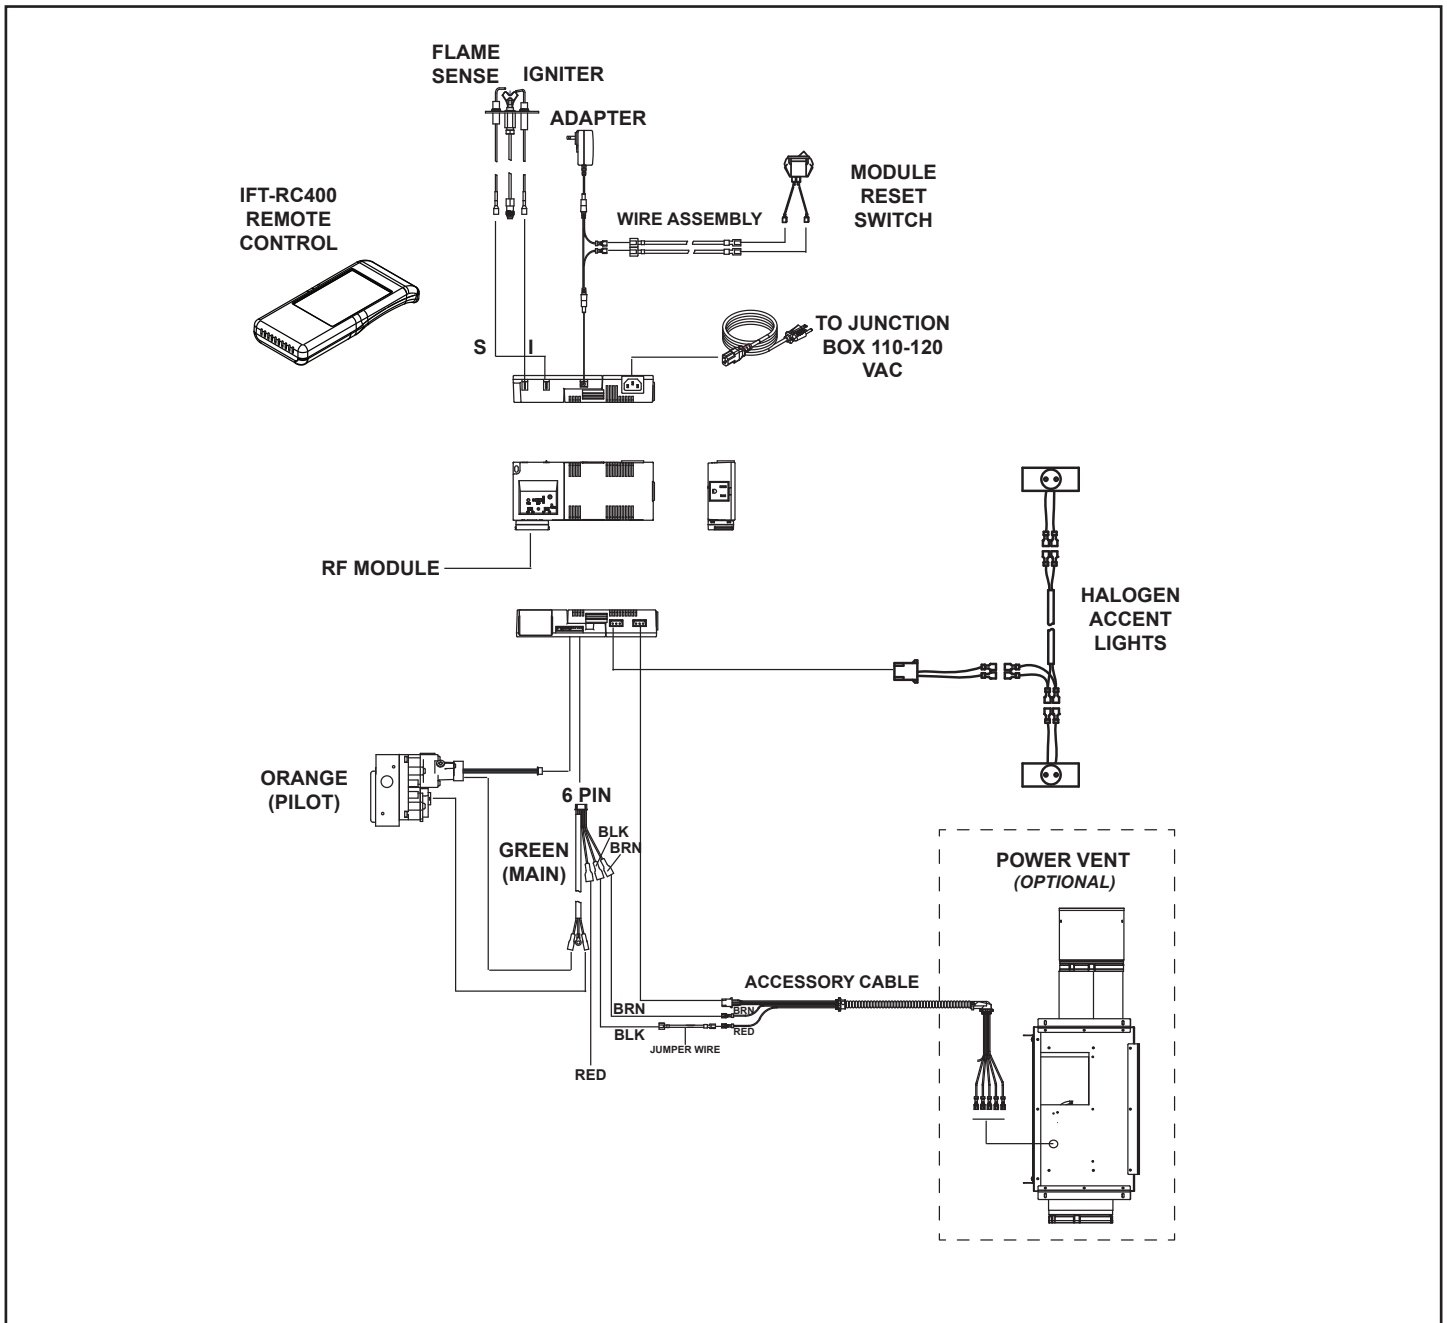 FLAME
SENSE
IGNITER
ADAPTER
MODULE
RESET
SWITCH
IFT-RC400
REMOTE
CONTROL
WIRE ASSEMBLY
S
I
TO JUNCTION
BOX 110-120
VAC
RF MODULE
HALOGEN
ACCENT
LIGHTS
ORANGE
(PILOT)
6 PIN
BLK
BRN
GREEN
(MAIN)
POWER VENT
(OPTIONAL)
ACCESSORY CABLE
BRN
BRN
BLK
RED
JUMPER WIRE
RED